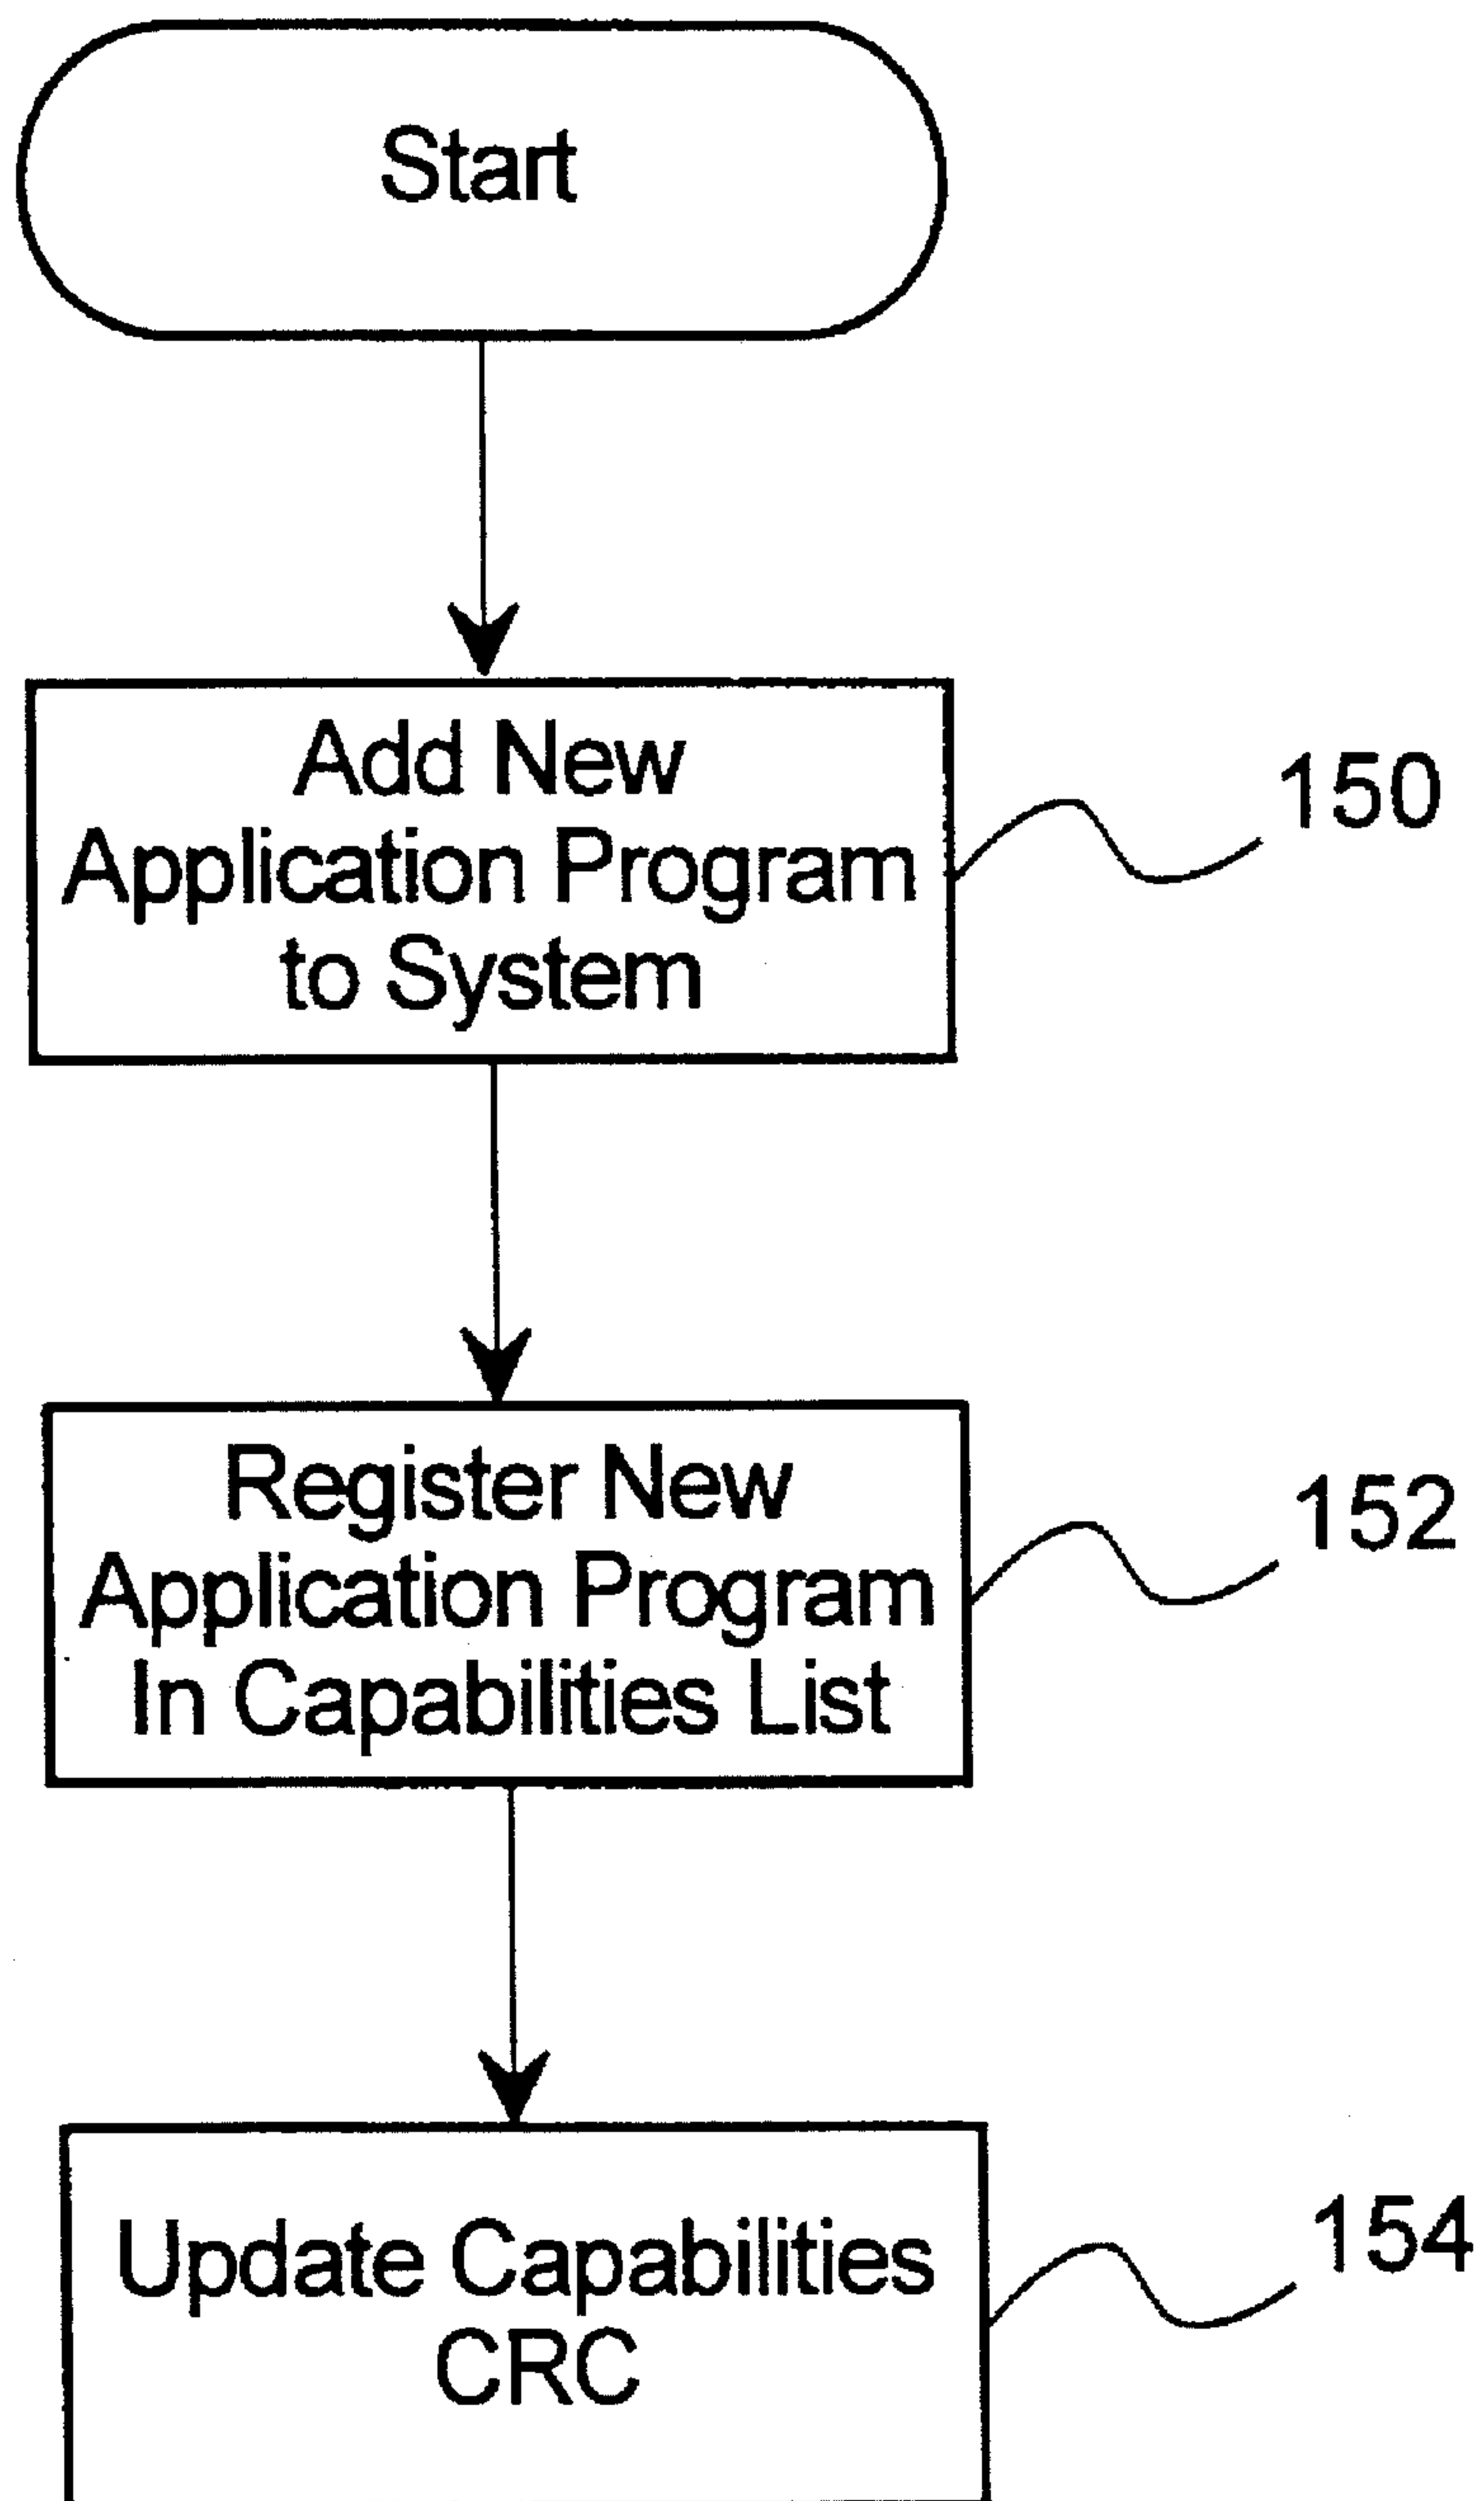 Start
Add New
Application Program
to System
150
Register New
Application Program
In Capabilities List
152
Update Capabilities
CRC
154